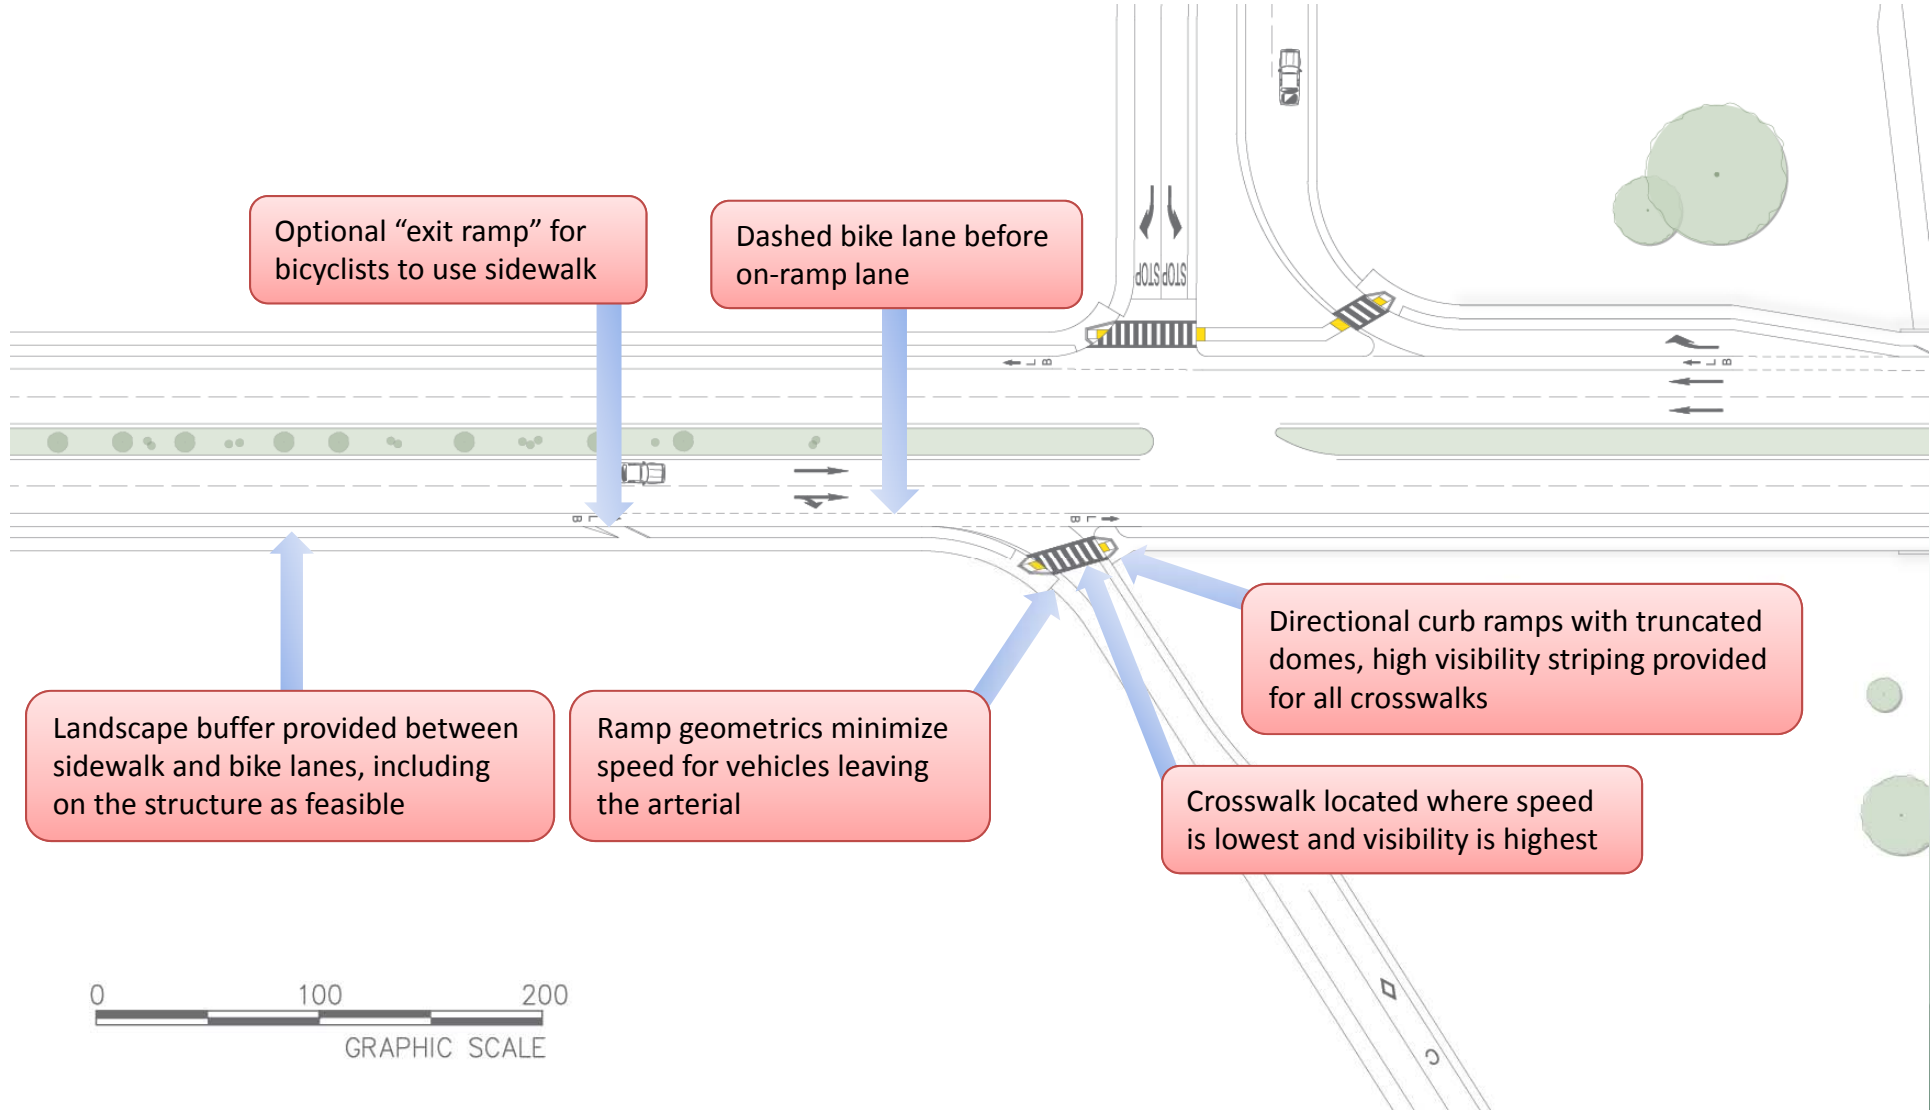 Optional “exit ramp” for
bicyclists to use sidewalk
Dashed bike lane before
on-ramp lane
STOP STOP
B L
B L
B L
B L
Landscape buffer provided between
sidewalk and bike lanes, including
on the structure as feasible
Ramp geometrics minimize
speed for vehicles leaving
the arterial
Directional curb ramps with truncated
domes, high visibility striping provided
for all crosswalks
Crosswalk located where speed
is lowest and visibility is highest
0 100 200
GRAPHIC SCALE
C